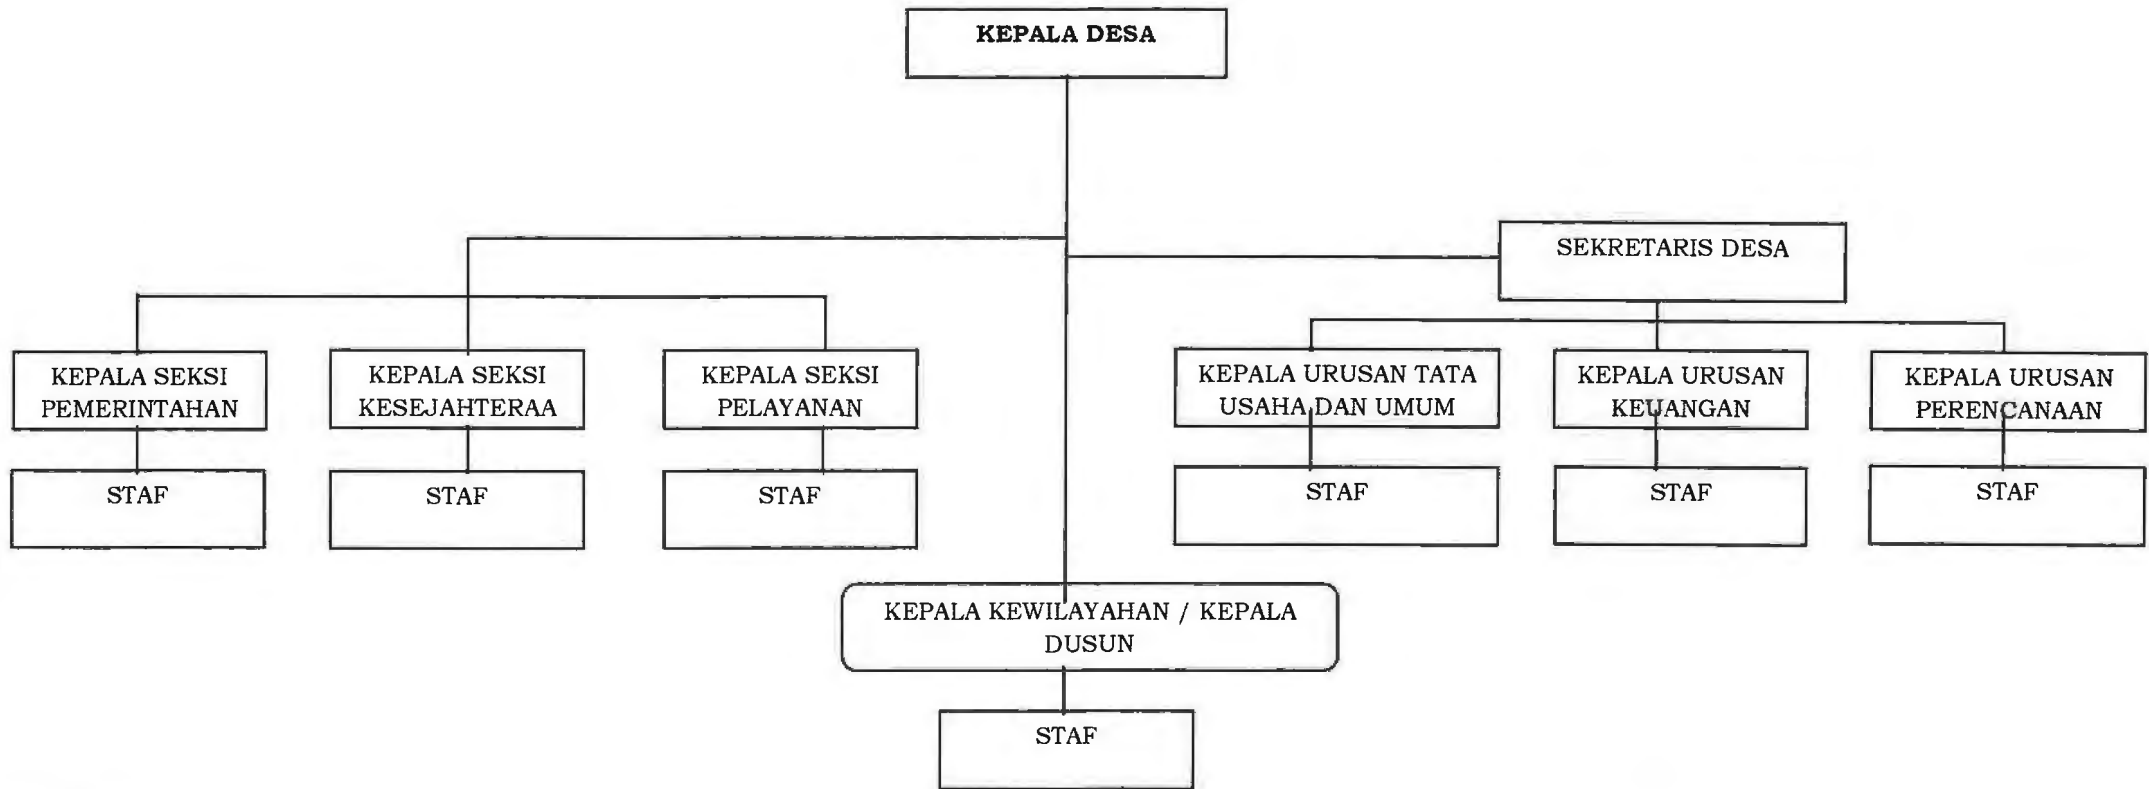 KEPALA DESA
SEKRETARIS DESA
KEPALA SEKSI
PEMERINTAHAN
KEPALA SEKSI
KESEJAHTERAA
KEPALA SEKSI
PELAYANAN
KEPALA URUSAN TATA
USAHA DAN UMUM
KEPALA URUSAN
KEUANGAN
KEPALA URUSAN
PERENCANAAN
STAF
STAF
STAF
STAF
STAF
STAF
KEPALA KEWILAYAHAN / KEPALA
DUSUN
STAF